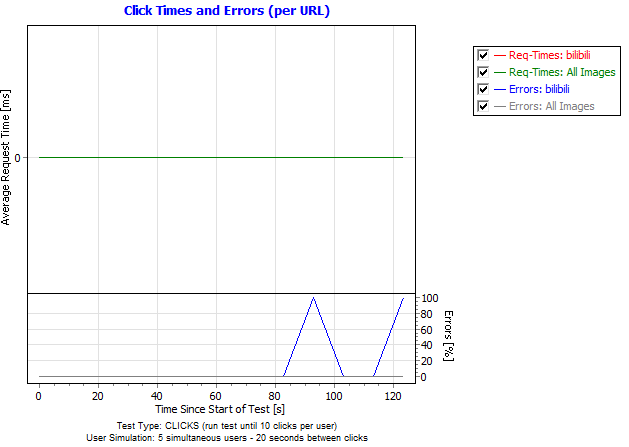 Click Times and Errors (per URL)
Average Request Time [ms]
0
Req-Times: bilibili
Req-Times: All Images
Errors: bilibili
Errors: All Images
100
80
60
40
20
0
Errors [%]
0 20 40 60 80 100 120
Time Since Start of Test [s]
Test Type: CLICKS (run test until 10 clicks per user)
User Simulation: 5 simultaneous users - 20 seconds between clicks